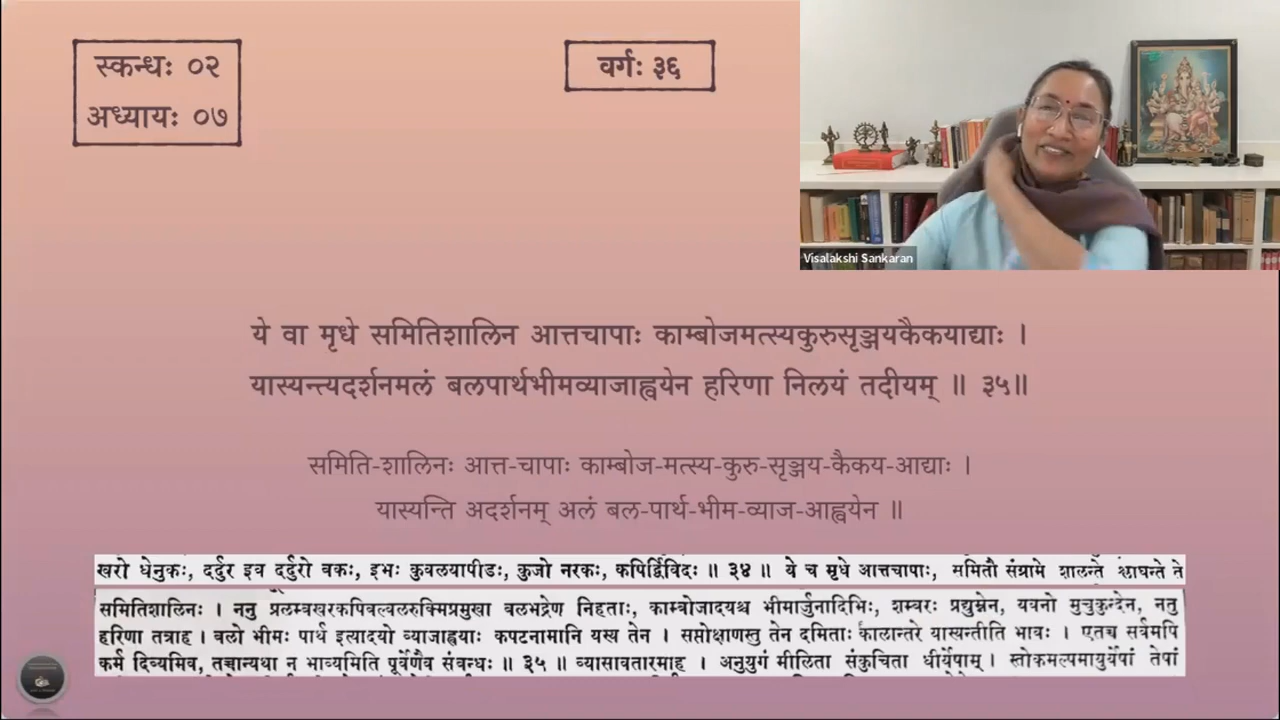 स्कन्धः ०२
अध्यायः ०७
वर्गः ३६
Visalakshi Sankaran
ये वा मृधे समितिशालिन आत्तचापाः काम्बोजमत्स्यकुरुसृञ्जयकैकयाद्याः ।
यास्यन्त्यदर्शनमलं बलपार्थभीमव्याजाह्वयेन हरिणा निलयं तदीयम् ॥ ३५॥
समिति-शालिनः आत्त-चापाः काम्बोज-मत्स्य-कुरु-सृञ्जय-कैकय-आद्याः ।
यास्यन्ति अदर्शनम् अलं बल-पार्थ-भीम-व्याज-आह्वयेन ॥
खरो धेनुकः, दर्दुर इव दर्दुरो बकः, इभः कुवलयापीडः, कुजो नरकः, कपिर्द्विविदः ॥ ३४ ॥ ये च मृधे आत्तचापाः, समितौ संग्रामे शालन्ते श्लाघन्ते ते
समितिशालिनः । ननु प्रलम्बखरकपिबल्वलरुक्मिप्रमुखा बलभद्रेण निहताः, काम्बोजादयश्च भीमार्जुनादिभिः, शम्बरः प्रद्युम्नेन, यवनो मुचुकुन्देन, नतु
हरिणा तत्राह । बलो भीमः पार्थ इत्यादयो व्याजाह्वयाः कपटनामानि यस्य तेन । सप्तोक्षाणस्तु तेन दमिताः कालान्तरे यास्यन्तीति भावः । एतच्च सर्वमपि
कर्म दिव्यमिव, तच्चान्यथा न भाव्यमिति पूर्वेणैव संबन्धः ॥ ३५ ॥ व्यासावतारमाह । अनुयुगं मीलिता संकुचिता धीर्येषाम् । स्तोकमल्पमायुर्येषां तेषां